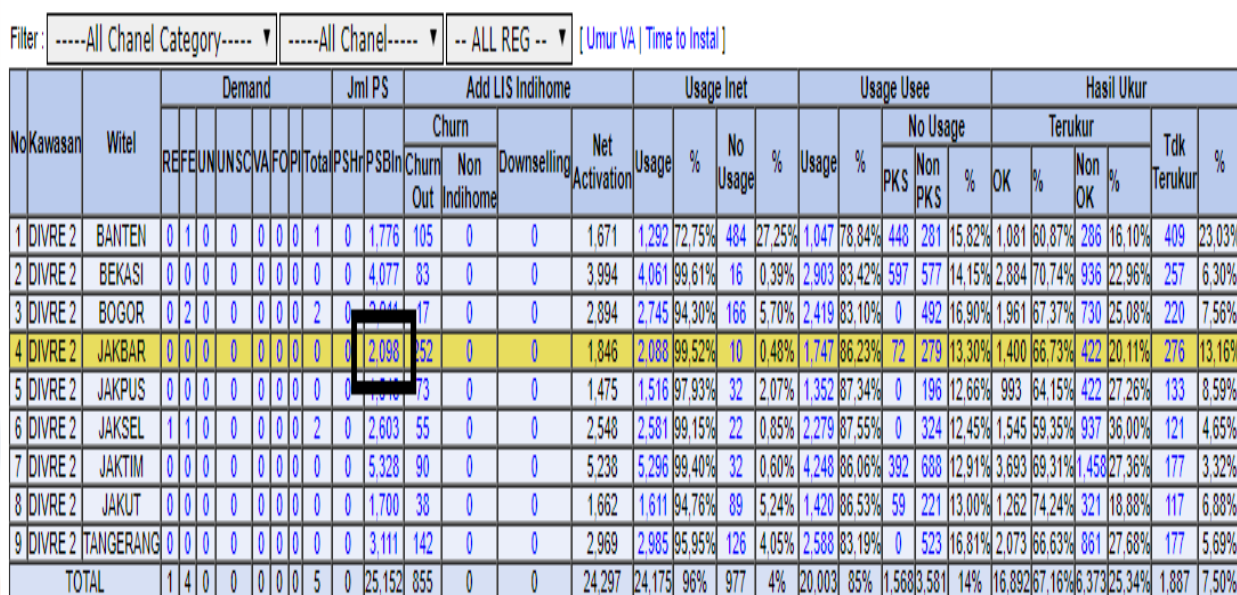 Filter : -----All Chanel Category----- -----All Chanel----- -- ALL REG -- [ Umur VA | Time to Instal ]
No Kawasan Witel Demand Jml PS Add LIS Indihome Usage Inet Usage Usee Hasil Ukur
RE FE UN UNSC VA FO PI Total PSHr PSBln Churn Downselling Net Activation Usage % No Usage % Usage % No Usage Terukur Tdk Terukur %
Churn Out Non Indihome PKS Non PKS % OK % Non OK %
1 DIVRE 2 BANTEN 0 1 0 0 0 0 0 1 0 1,776 105 0 0 1,671 1,292 72,75% 484 27,25% 1,047 78,84% 448 281 15,82% 1,081 60,87% 286 16,10% 409 23,03%
2 DIVRE 2 BEKASI 0 0 0 0 0 0 0 0 0 4,077 83 0 0 3,994 4,061 99,61% 16 0,39% 2,903 83,42% 597 577 14,15% 2,884 70,74% 936 22,96% 257 6,30%
3 DIVRE 2 BOGOR 0 2 0 0 0 0 0 2 0 17 0 0 2,894 2,745 94,30% 166 5,70% 2,419 83,10% 0 492 16,90% 1,961 67,37% 730 25,08% 220 7,56%
4 DIVRE 2 JAKBAR 0 0 0 0 0 0 0 0 0 2,098 252 0 0 1,846 2,088 99,52% 10 0,48% 1,747 86,23% 72 279 13,30% 1,400 66,73% 422 20,11% 276 13,16%
5 DIVRE 2 JAKPUS 0 0 0 0 0 0 0 0 0 73 0 0 1,475 1,516 97,93% 32 2,07% 1,352 87,34% 0 196 12,66% 993 64,15% 422 27,26% 133 8,59%
6 DIVRE 2 JAKSEL 1 1 0 0 0 0 0 2 0 2,603 55 0 0 2,548 2,581 99,15% 22 0,85% 2,279 87,55% 0 324 12,45% 1,545 59,35% 937 36,00% 121 4,65%
7 DIVRE 2 JAKTIM 0 0 0 0 0 0 0 0 0 5,328 90 0 0 5,238 5,296 99,40% 32 0,60% 4,248 86,06% 392 688 12,91% 3,693 69,31% 1,458 27,36% 177 3,32%
8 DIVRE 2 JAKUT 0 0 0 0 0 0 0 0 0 1,700 38 0 0 1,662 1,611 94,76% 89 5,24% 1,420 86,53% 59 221 13,00% 1,262 74,24% 321 18,88% 117 6,88%
9 DIVRE 2 TANGERANG 0 0 0 0 0 0 0 0 0 3,111 142 0 0 2,969 2,985 95,95% 126 4,05% 2,588 83,19% 0 523 16,81% 2,073 66,63% 861 27,68% 177 5,69%
TOTAL 1 4 0 0 0 0 0 5 0 25,152 855 0 0 24,297 24,175 96% 977 4% 20,003 85% 1,568 3,581 14% 16,892 67,16% 6,373 25,34% 1,887 7,50%